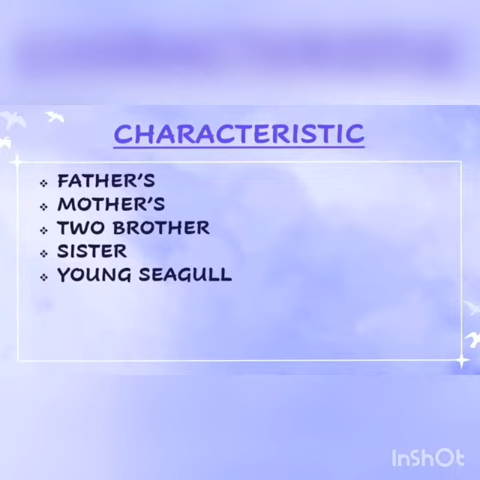 CHARACTERISTIC
❖ FATHER'S
❖ MOTHER'S
❖ TWO BROTHER
❖ SISTER
❖ YOUNG SEAGULL
InShOt